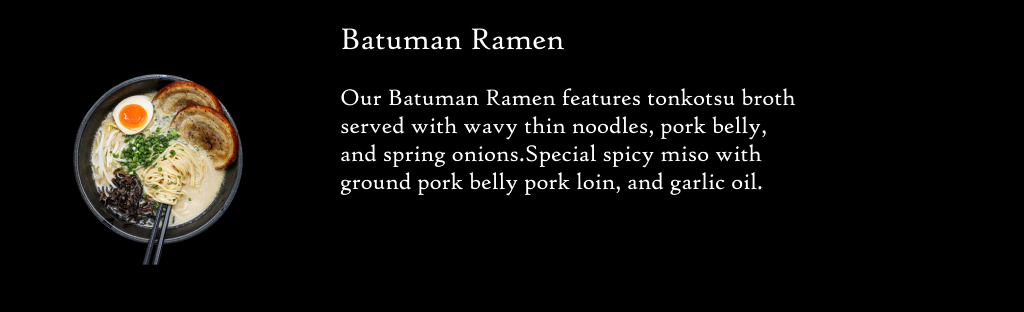 Batuman Ramen
Our Batuman Ramen features tonkotsu broth
served with wavy thin noodles, pork belly,
and spring onions.Special spicy miso with
ground pork belly pork loin, and garlic oil.